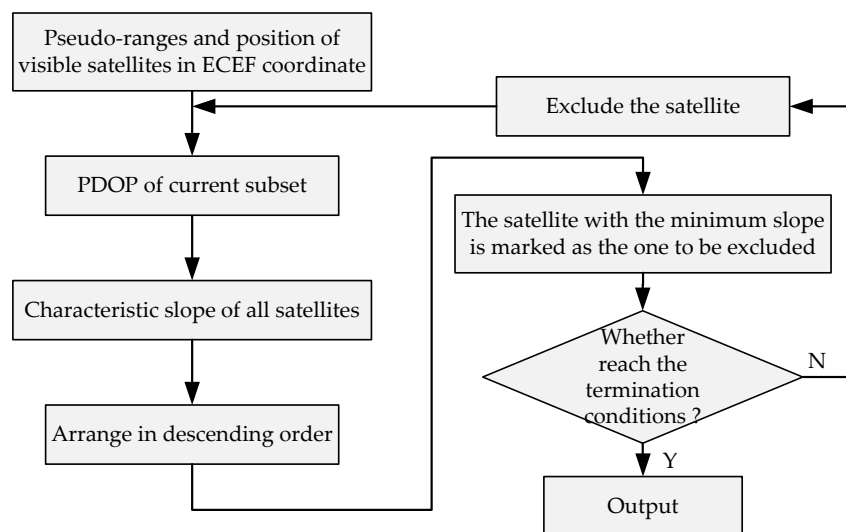 Pseudo-ranges and position of
visible satellites in ECEF coordinate
Exclude the satellite
PDOP of current subset
The satellite with the minimum slope
is marked as the one to be excluded
Characteristic slope of all satellites
Whether
reach the
termination
conditions ?
N
Arrange in descending order
Y
Output